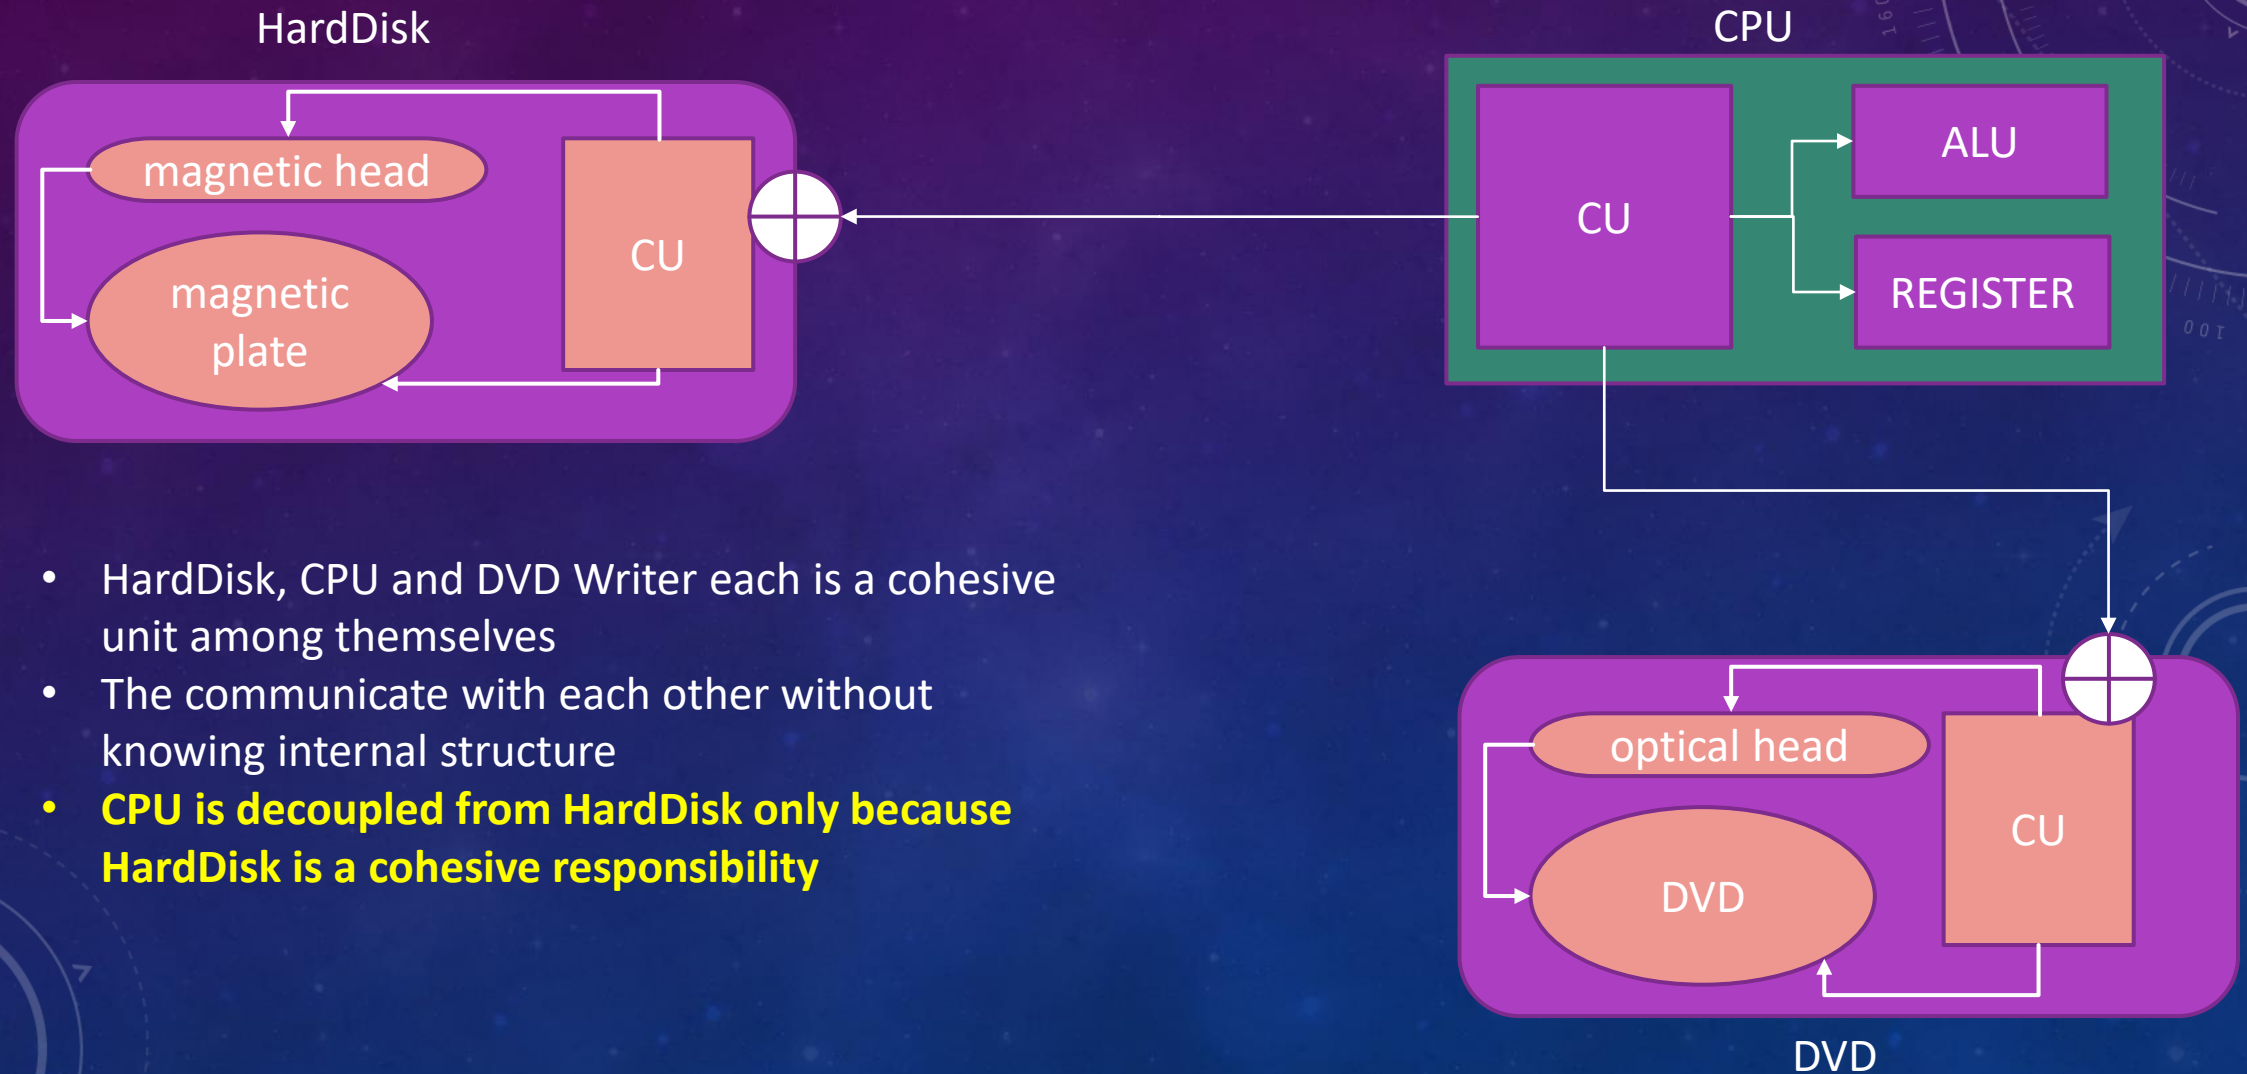 HardDisk
CPU
magnetic head
CU
magnetic
plate
CU
ALU
REGISTER
• HardDisk, CPU and DVD Writer each is a cohesive
unit among themselves
• The communicate with each other without
knowing internal structure
• CPU is decoupled from HardDisk only because
HardDisk is a cohesive responsibility
optical head
CU
DVD
DVD
160
100